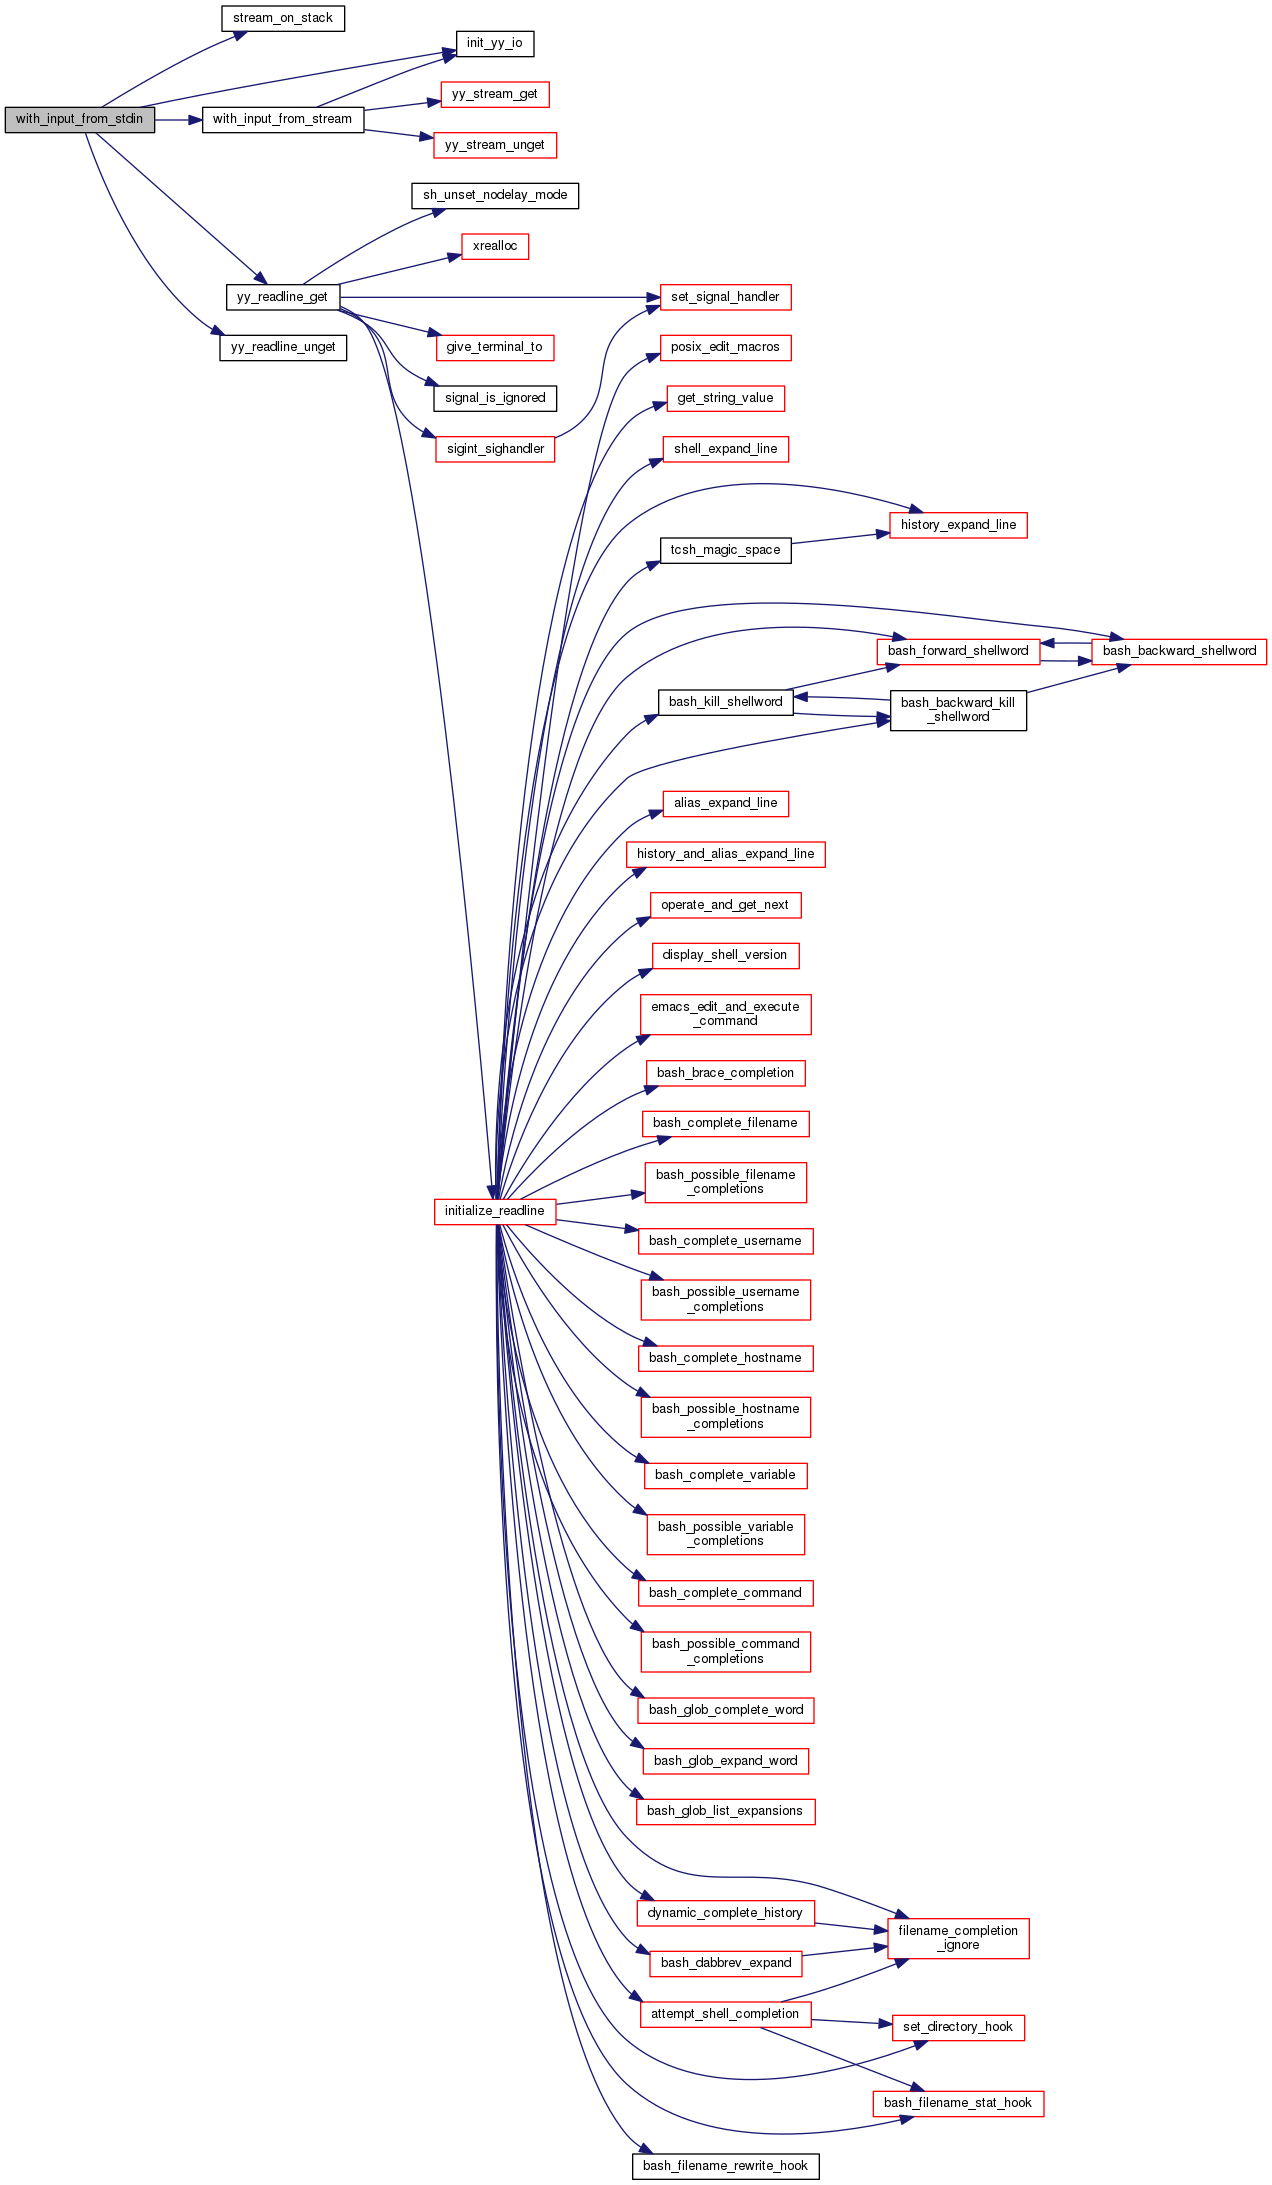 stream_on_stack
init_yy_io
yy_stream_get
with_input_from_stdin
with_input_from_stream
yy_stream_unget
sh_unset_nodelay_mode
xrealloc
yy_readline_get
set_signal_handler
yy_readline_unget
give_terminal_to
posix_edit_macros
signal_is_ignored
get_string_value
sigint_sighandler
shell_expand_line
history_expand_line
tcsh_magic_space
bash_forward_shellword
bash_backward_shellword
bash_kill_shellword
bash_backward_kill
_shellword
alias_expand_line
history_and_alias_expand_line
operate_and_get_next
display_shell_version
emacs_edit_and_execute
_command
bash_brace_completion
bash_complete_filename
bash_possible_filename
_completions
initialize_readline
bash_complete_username
bash_possible_username
_completions
bash_complete_hostname
bash_possible_hostname
_completions
bash_complete_variable
bash_possible_variable
_completions
bash_complete_command
bash_possible_command
_completions
bash_glob_complete_word
bash_glob_expand_word
bash_glob_list_expansions
dynamic_complete_history
filename_completion
_ignore
bash_dabbrev_expand
attempt_shell_completion
set_directory_hook
bash_filename_stat_hook
bash_filename_rewrite_hook